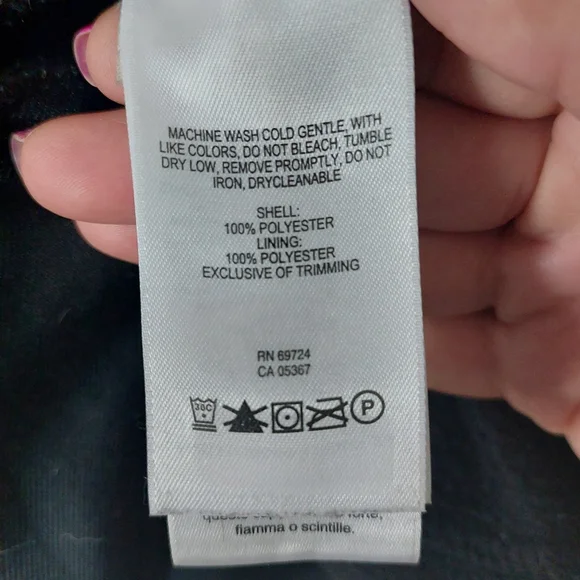 MACHINE WASH COLD GENTLE, WITH
LIKE COLORS, DO NOT BLEACH, TUMBLE
DRY LOW, REMOVE PROMPTLY, DO NOT
IRON, DRYCLEANABLE
SHELL:
100% POLYESTER
LINING:
100% POLYESTER
EXCLUSIVE OF TRIMMING
RN 69724
CA 05367
30C P
fiamma o scintille.